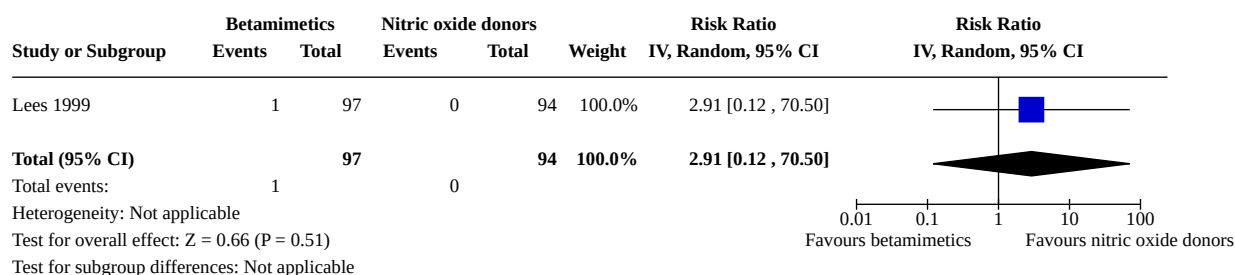 Betamimetics Nitric oxide donors Risk Ratio Risk Ratio
Study or Subgroup Events Total Events Total Weight IV, Random, 95% CI IV, Random, 95% CI
Lees 1999 1 97 0 94 100.0% 2.91 [0.12 , 70.50]
Total (95% CI) 97 94 100.0% 2.91 [0.12 , 70.50]
Total events: 1 0
Heterogeneity: Not applicable
0.01 0.1 1 10 100
Test for overall effect: Z = 0.66 (P = 0.51) Favours betamimetics Favours nitric oxide donors
Test for subgroup differences: Not applicable